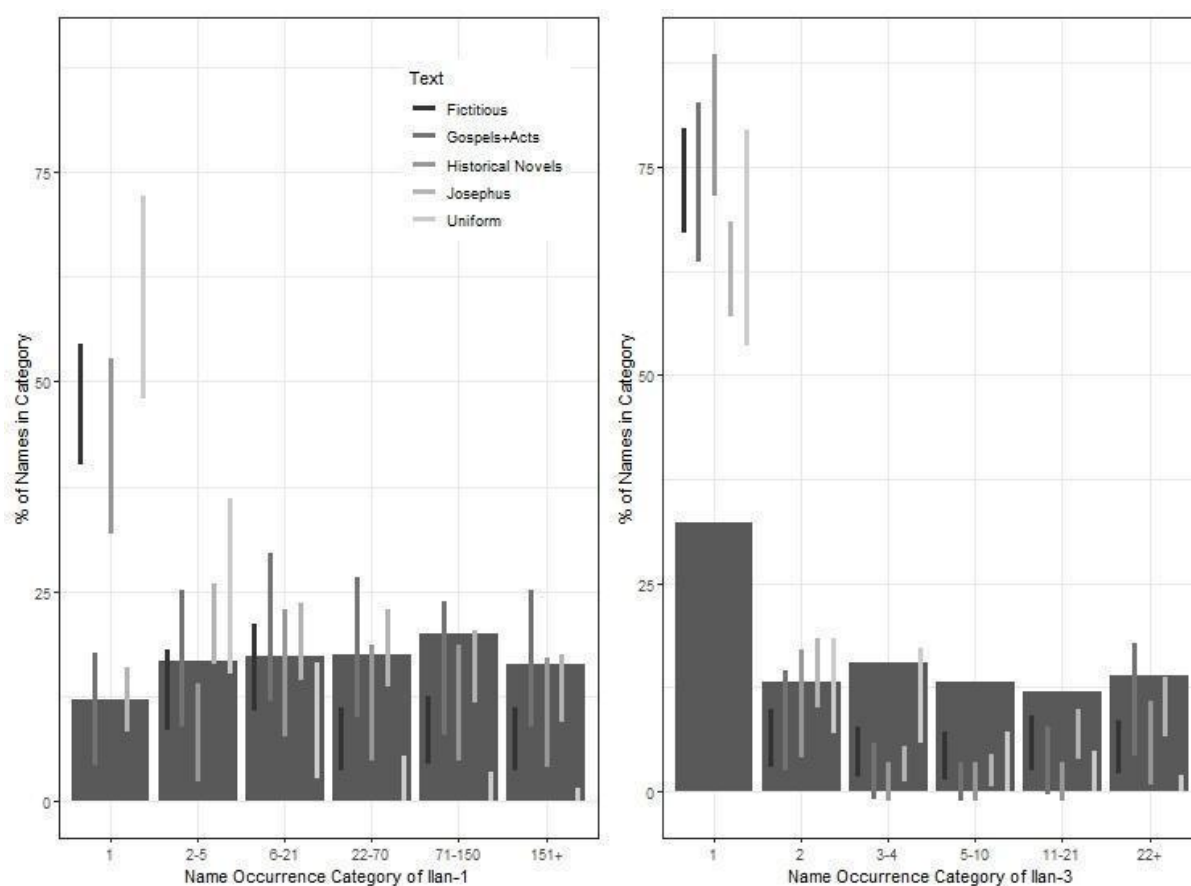 Text
Fictitious
Gospels+Acts
Historical Novels
Josephus
Uniform
% of Names in Category
75
50
25
0
1 2-5 6-21 22-70 71-150 151+
Name Occurrence Category of Ilan-1
% of Names in Category
75
50
25
0
1 2 3-4 5-10 11-21 22+
Name Occurrence Category of Ilan-3